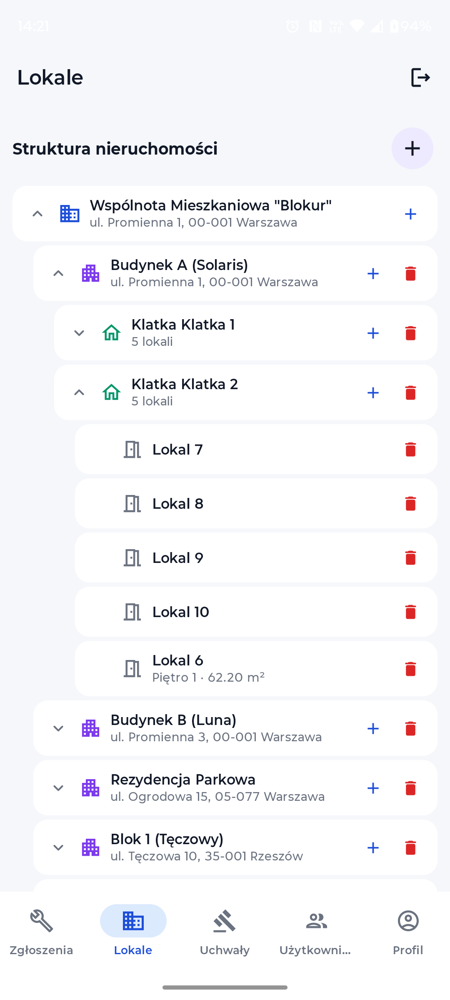 14:21
Vo
LTE
94%
Lokale
Struktura nieruchomości
Wspólnota Mieszkaniowa "Blokur"
ul. Promienna 1, 00-001 Warszawa
Budynek A (Solaris)
ul. Promienna 1, 00-001 Warszawa
Klatka Klatka 1
5 lokali
Klatka Klatka 2
5 lokali
Lokal 7
Lokal 8
Lokal 9
Lokal 10
Lokal 6
Piętro 1 · 62.20 m²
Budynek B (Luna)
ul. Promienna 3, 00-001 Warszawa
Rezydencja Parkowa
ul. Ogrodowa 15, 05-077 Warszawa
Blok 1 (Tęczowy)
ul. Tęczowa 10, 35-001 Rzeszów
Zgłoszenia
Lokale
Uchwały
Użytkowni...
Profil